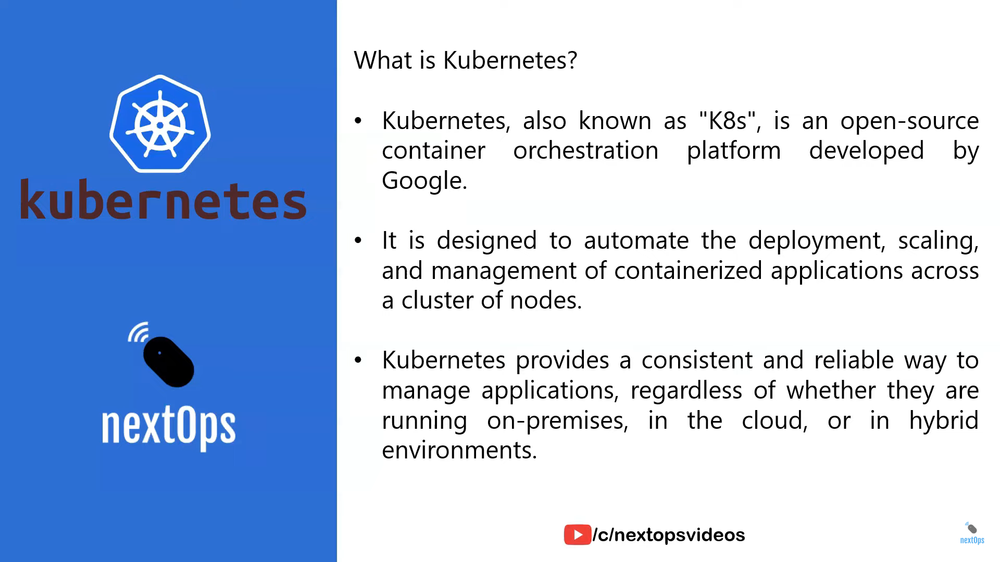 kubernetes
nextOps
What is Kubernetes?
• Kubernetes, also known as "K8s", is an open-source
container orchestration platform developed by
Google.
• It is designed to automate the deployment, scaling,
and management of containerized applications across
a cluster of nodes.
• Kubernetes provides a consistent and reliable way to
manage applications, regardless of whether they are
running on-premises, in the cloud, or in hybrid
environments.
/c/nextopsvideos
nextOps